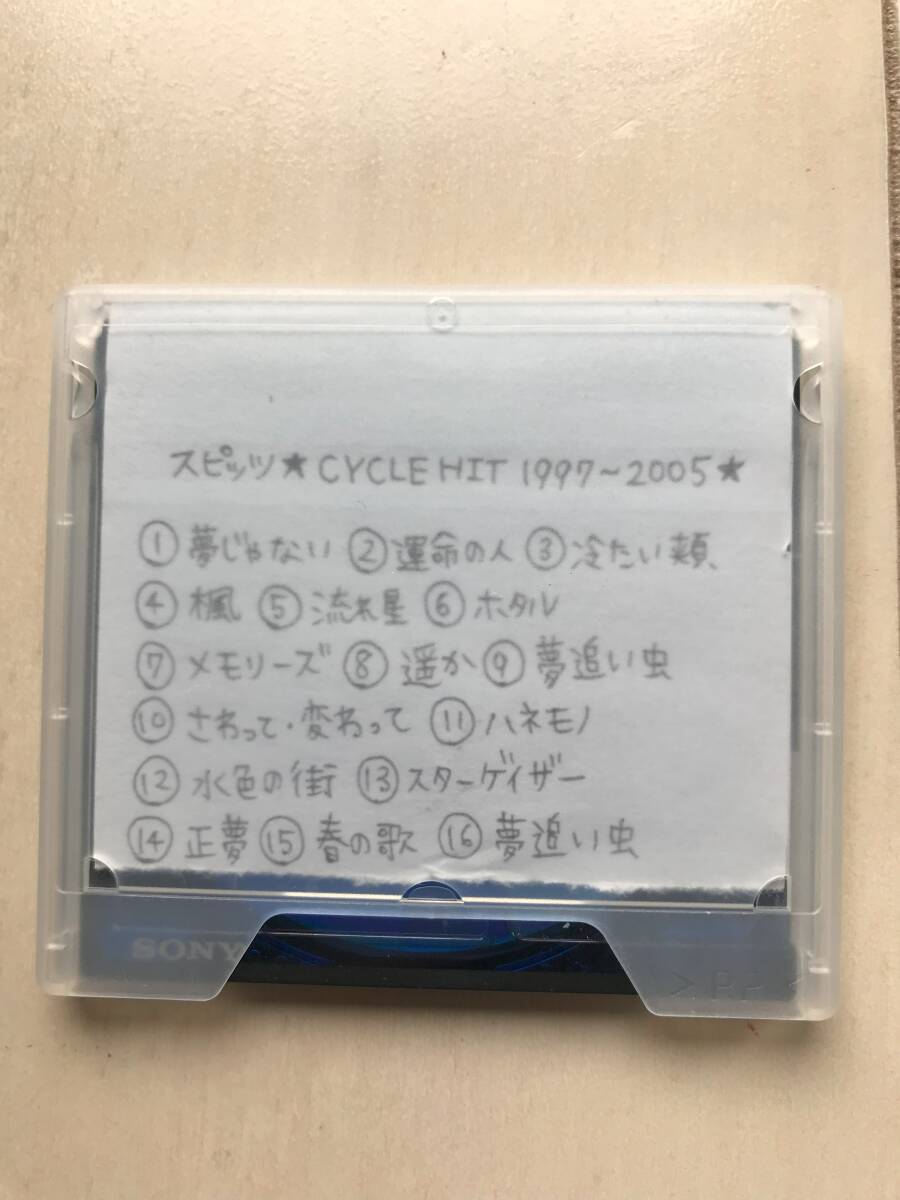 スピッツ★CYCLE HIT 1997~2005★
①夢じゃない ②運命の人 ③冷たい頬、
④楓 ⑤流れ星 ⑥ホタル
⑦メモリーズ ⑧遥か ⑨夢追い虫
⑩さわって・変わって ⑪ハネモノ
⑫水色の街 ⑬スターゲイザー
⑭正夢 ⑮春の歌 ⑯夢追い虫
SONY
>P.P<